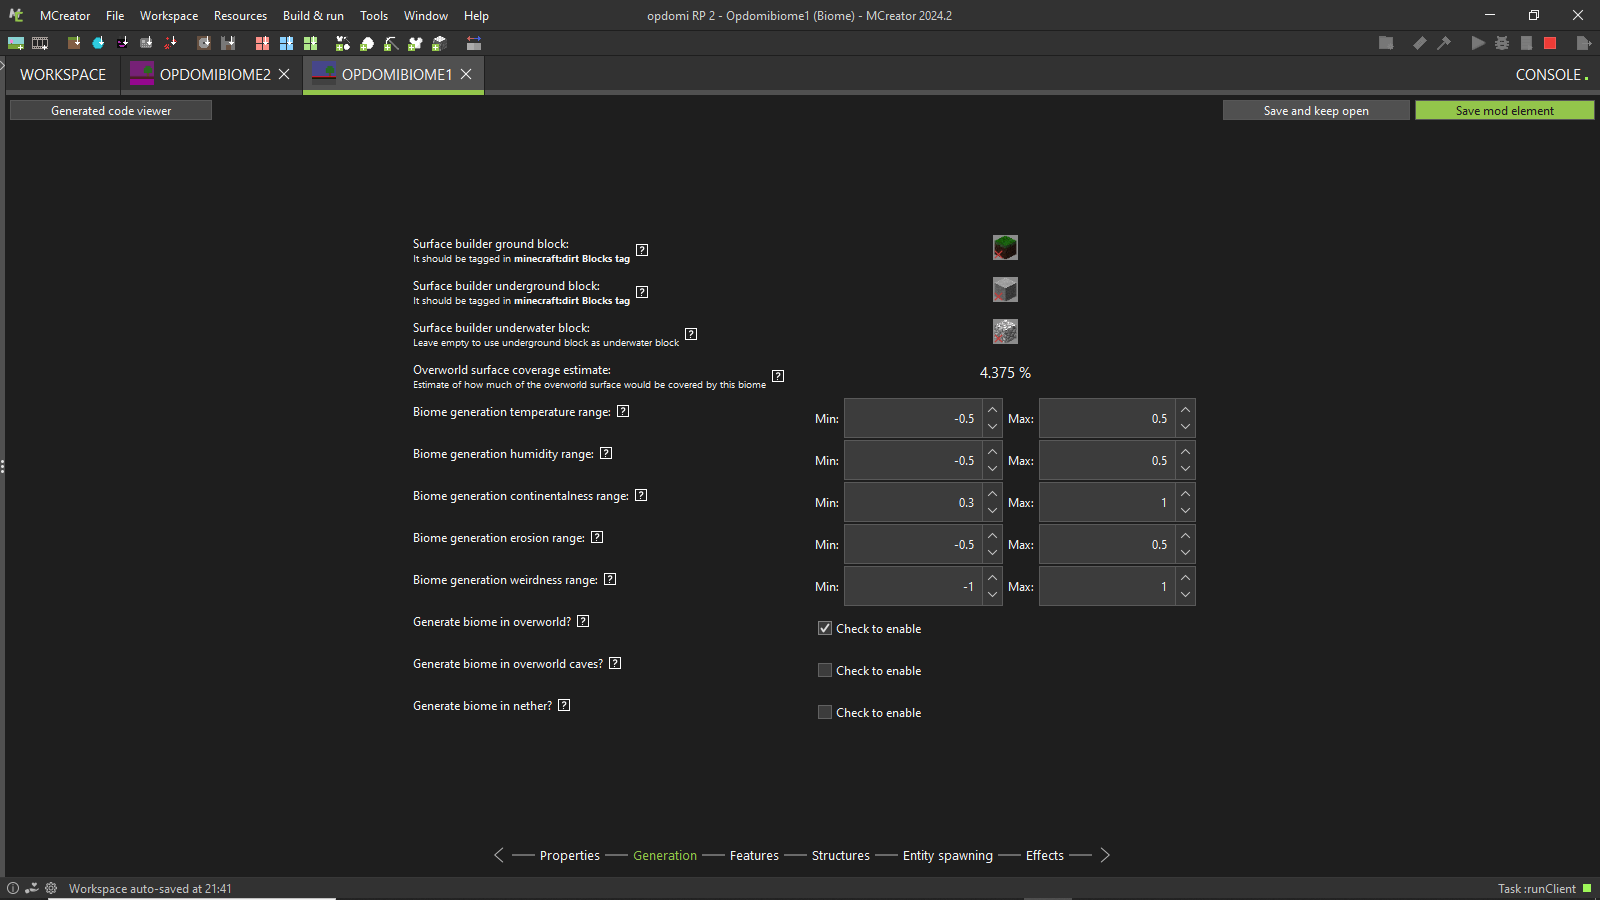 MCreator File Workspace Resources Build & run Tools Window Help opdomi RP 2 - Opdomibiome1 (Biome) - MCreator 2024.2
WORKSPACE OPDOMIBIOME2 OPDOMIBIOME1 CONSOLE
Generated code viewer Save and keep open Save mod element
Surface builder ground block:
It should be tagged in minecraft:dirt Blocks tag
Surface builder underground block:
It should be tagged in minecraft:dirt Blocks tag
Surface builder underwater block:
Leave empty to use underground block as underwater block
Overworld surface coverage estimate:
Estimate of how much of the overworld surface would be covered by this biome
4.375 %
Biome generation temperature range: Min: -0.5 Max: 0.5
Biome generation humidity range: Min: -0.5 Max: 0.5
Biome generation continentalness range: Min: 0.3 Max: 1
Biome generation erosion range: Min: -0.5 Max: 0.5
Biome generation weirdness range: Min: -1 Max: 1
Generate biome in overworld? Check to enable
Generate biome in overworld caves? Check to enable
Generate biome in nether? Check to enable
Properties Generation Features Structures Entity spawning Effects
Workspace auto-saved at 21:41 Task :runClient